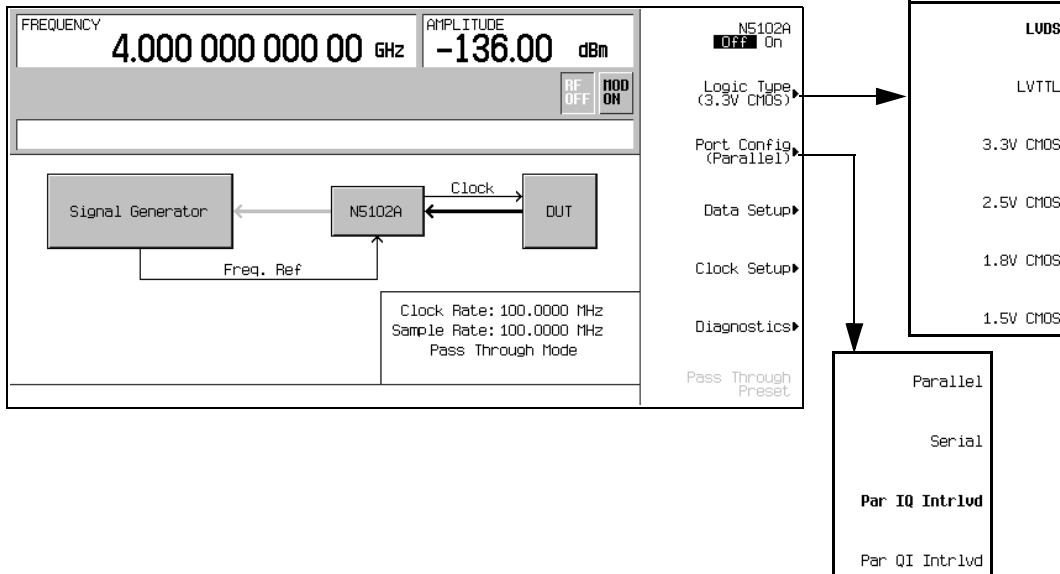 FREQUENCY
4.000 000 000 00 GHz
AMPLITUDE
-136.00 dBm
RF
OFF
MOD
ON
Signal Generator
N5102A
Clock
DUT
Freq. Ref
Clock Rate: 100.0000 MHz
Sample Rate: 100.0000 MHz
Pass Through Mode
N5102A
Off On
Logic Type
(3.3V CMOS)
Port Config
(Parallel)
Data Setup
Clock Setup
Diagnostics
Pass Through
Preset
LVDS
LVTTL
3.3V CMOS
2.5V CMOS
1.8V CMOS
1.5V CMOS
Parallel
Serial
Par IQ Intrlvd
Par QI Intrlvd